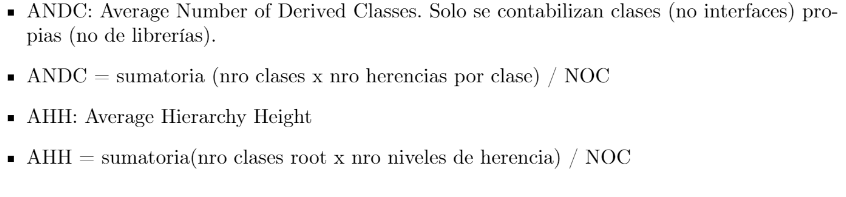 ▪ ANDC: Average Number of Derived Classes. Solo se contabilizan clases (no interfaces) pro-
pias (no de librerías).
▪ ANDC = sumatoria (nro clases x nro herencias por clase) / NOC
▪ AHH: Average Hierarchy Height
▪ AHH = sumatoria(nro clases root x nro niveles de herencia) / NOC